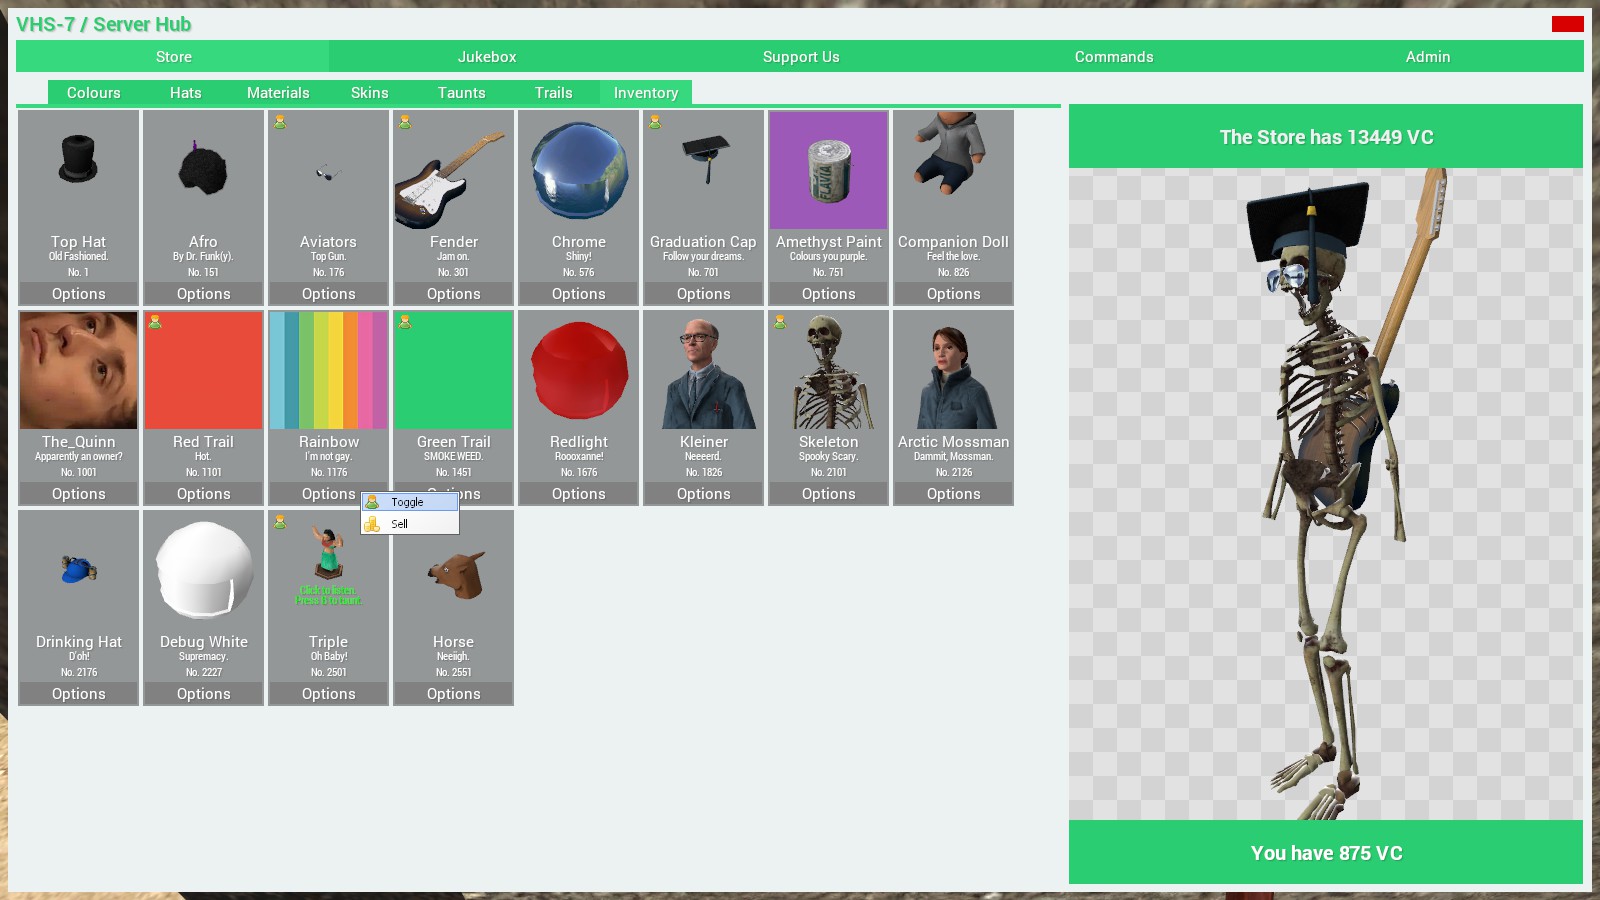 VHS-7 / Server Hub
Store Jukebox Support Us Commands Admin
Colours Hats Materials Skins Taunts Trails Inventory
The Store has 13449 VC
Top Hat
Old Fashioned.
No. 1
Options
Afro
By Dr. Funk(y).
No. 151
Options
Aviators
Top Gun.
No. 176
Options
Fender
Jam on.
No. 301
Options
Chrome
Shiny!
No. 576
Options
Graduation Cap
Follow your dreams.
No. 701
Options
FLAVIA
Amethyst Paint
Colours you purple.
No. 751
Options
Companion Doll
Feel the love.
No. 826
Options
The_Quinn
Apparently an owner?
No. 1001
Options
Red Trail
Hot.
No. 1101
Options
Rainbow
I'm not gay.
No. 1176
Options
Green Trail
SMOKE WEED.
No. 1451
Toggle
Sell
Redlight
Roooxanne!
No. 1676
Options
Kleiner
Neeeerd.
No. 1826
Options
Skeleton
Spooky Scary.
No. 2101
Options
Arctic Mossman
Dammit, Mossman.
No. 2126
Options
Drinking Hat
D'oh!
No. 2176
Options
Debug White
Supremacy.
No. 2227
Options
Click to listen.
Press B to taunt.
Triple
Oh Baby!
No. 2501
Options
Horse
Neeiigh.
No. 2551
Options
You have 875 VC